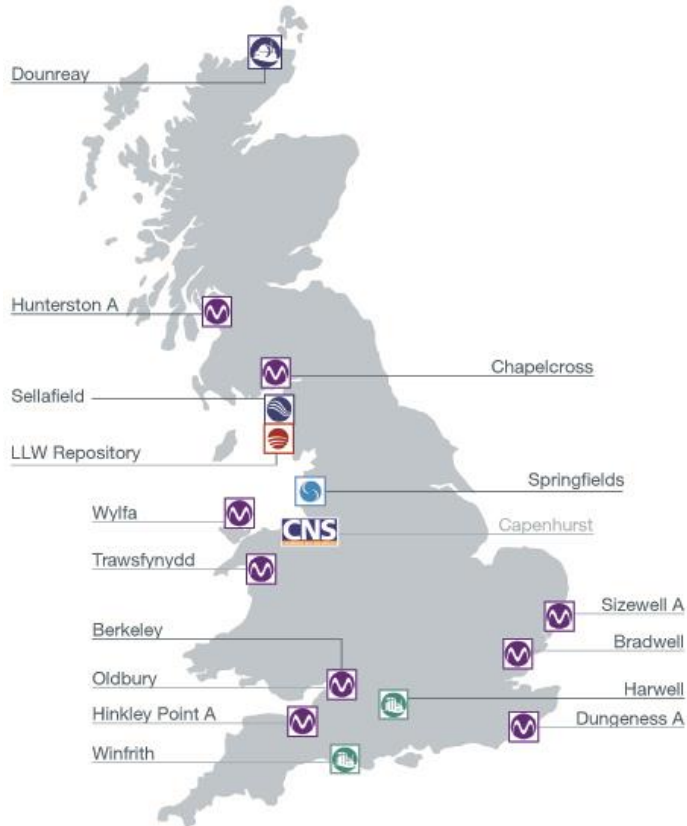 Dounreay
Hunterston A
Chapelcross
Sellafield
LLW Repository
Springfields
Wylfa
CNS
Capenhurst
Trawsfynydd
Sizewell A
Berkeley
Bradwell
Oldbury
Harwell
Hinkley Point A
Dungeness A
Winfrith